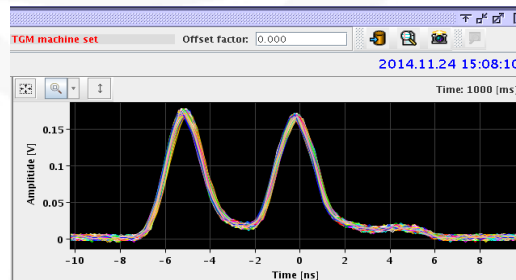 TGM machine set Offset factor: 0.000
2014.11.24 15:08:10
Time: 1000 [ms]
Amplitude [V]
0.15
0.1
0.05
0
-10 -8 -6 -4 -2 0 2 4 6 8
Time [ns]